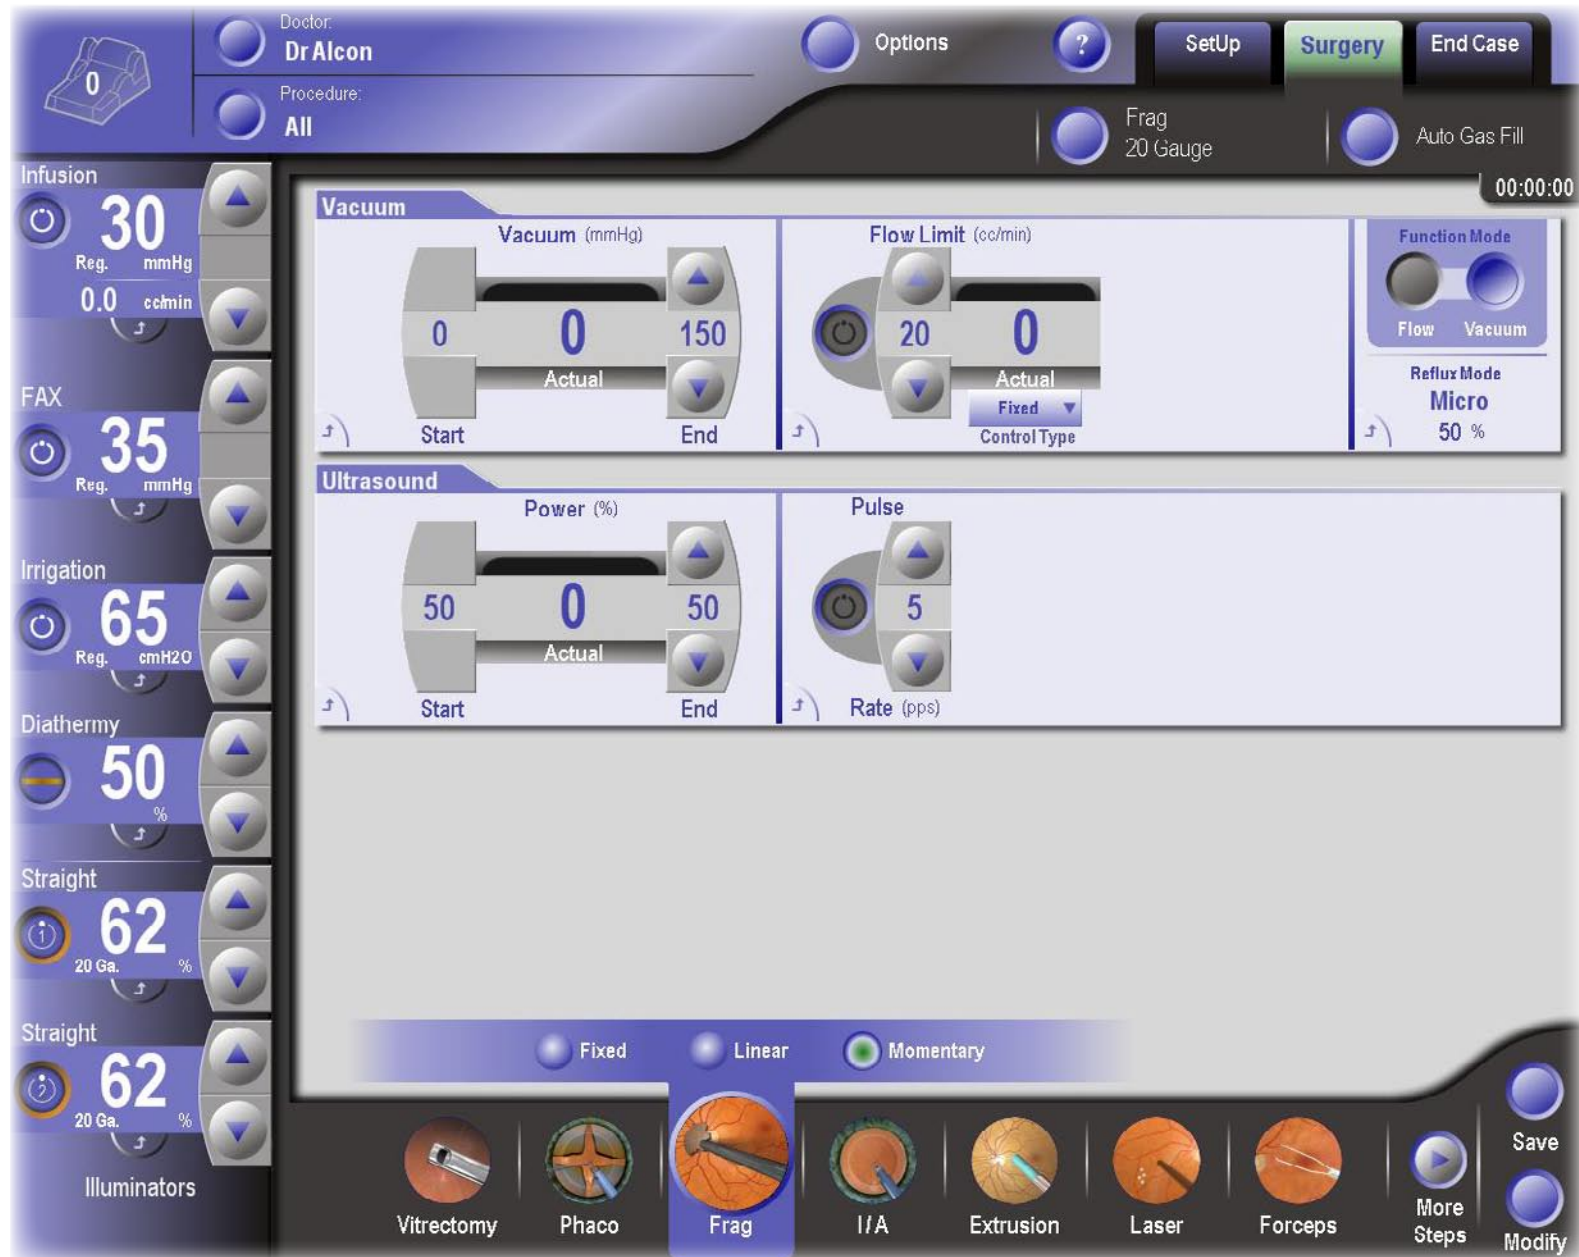 0
Doctor:
DrAlcon
Procedure:
All
Options
?
SetUp
Surgery
End Case
Frag
20 Gauge
Auto Gas Fill
00:00:00
Infusion
30
Reg. mmHg
0.0 cc/min
FAX
35
Reg. mmHg
Irrigation
65
Reg. cmH2O
Diathermy
50
%
Straight
1
62
20 Ga. %
Straight
2
62
20 Ga. %
Illuminators
Vacuum
Vacuum (mmHg)
0 0 150
Actual
Start End
Flow Limit (cc/min)
20 0
Actual
Fixed
Control Type
Function Mode
Flow Vacuum
Reflux Mode
Micro
50 %
Ultrasound
Power (%)
50 0 50
Actual
Start End
Pulse
5
Rate (pps)
Fixed Linear Momentary
Vitrectomy Phaco Frag I/A Extrusion Laser Forceps
More
Steps
Save
Modify